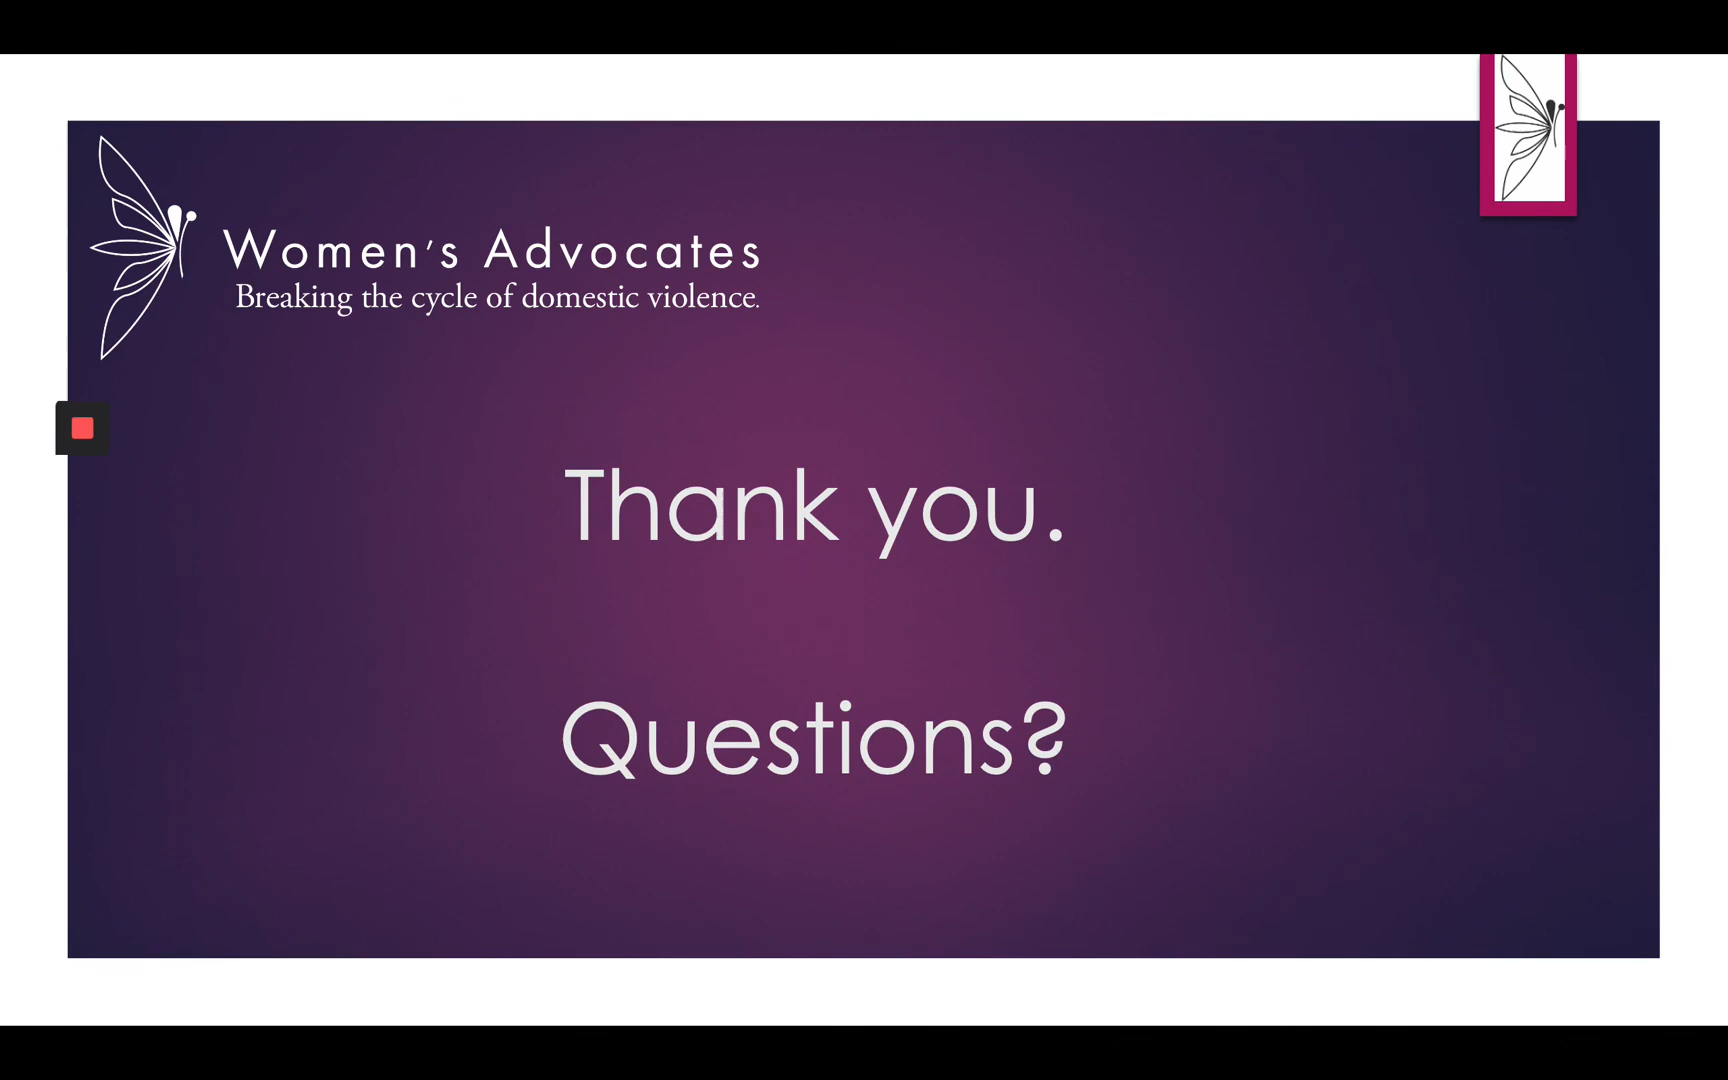 Women's Advocates
Breaking the cycle of domestic violence.
Thank you.
Questions?